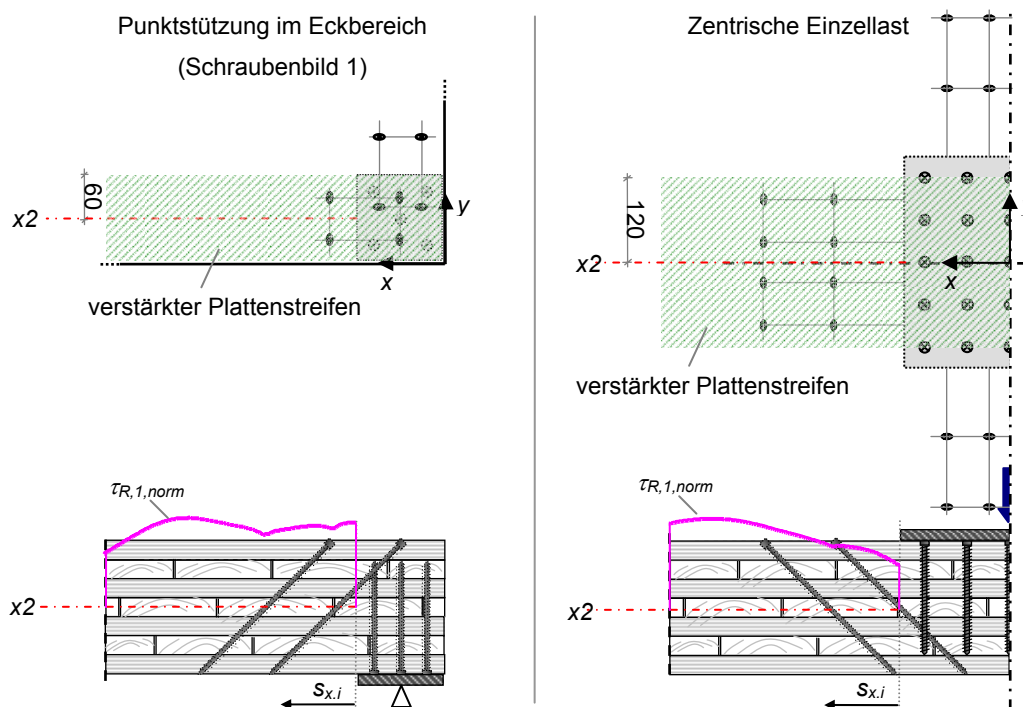 Punktstützung im Eckbereich
(Schraubenbild 1)
60
x2
y
x
verstärkter Plattenstreifen
τR,1,norm
x2
sx.i
Zentrische Einzellast
120
x2
x
verstärkter Plattenstreifen
τR,1,norm
x2
sx.i